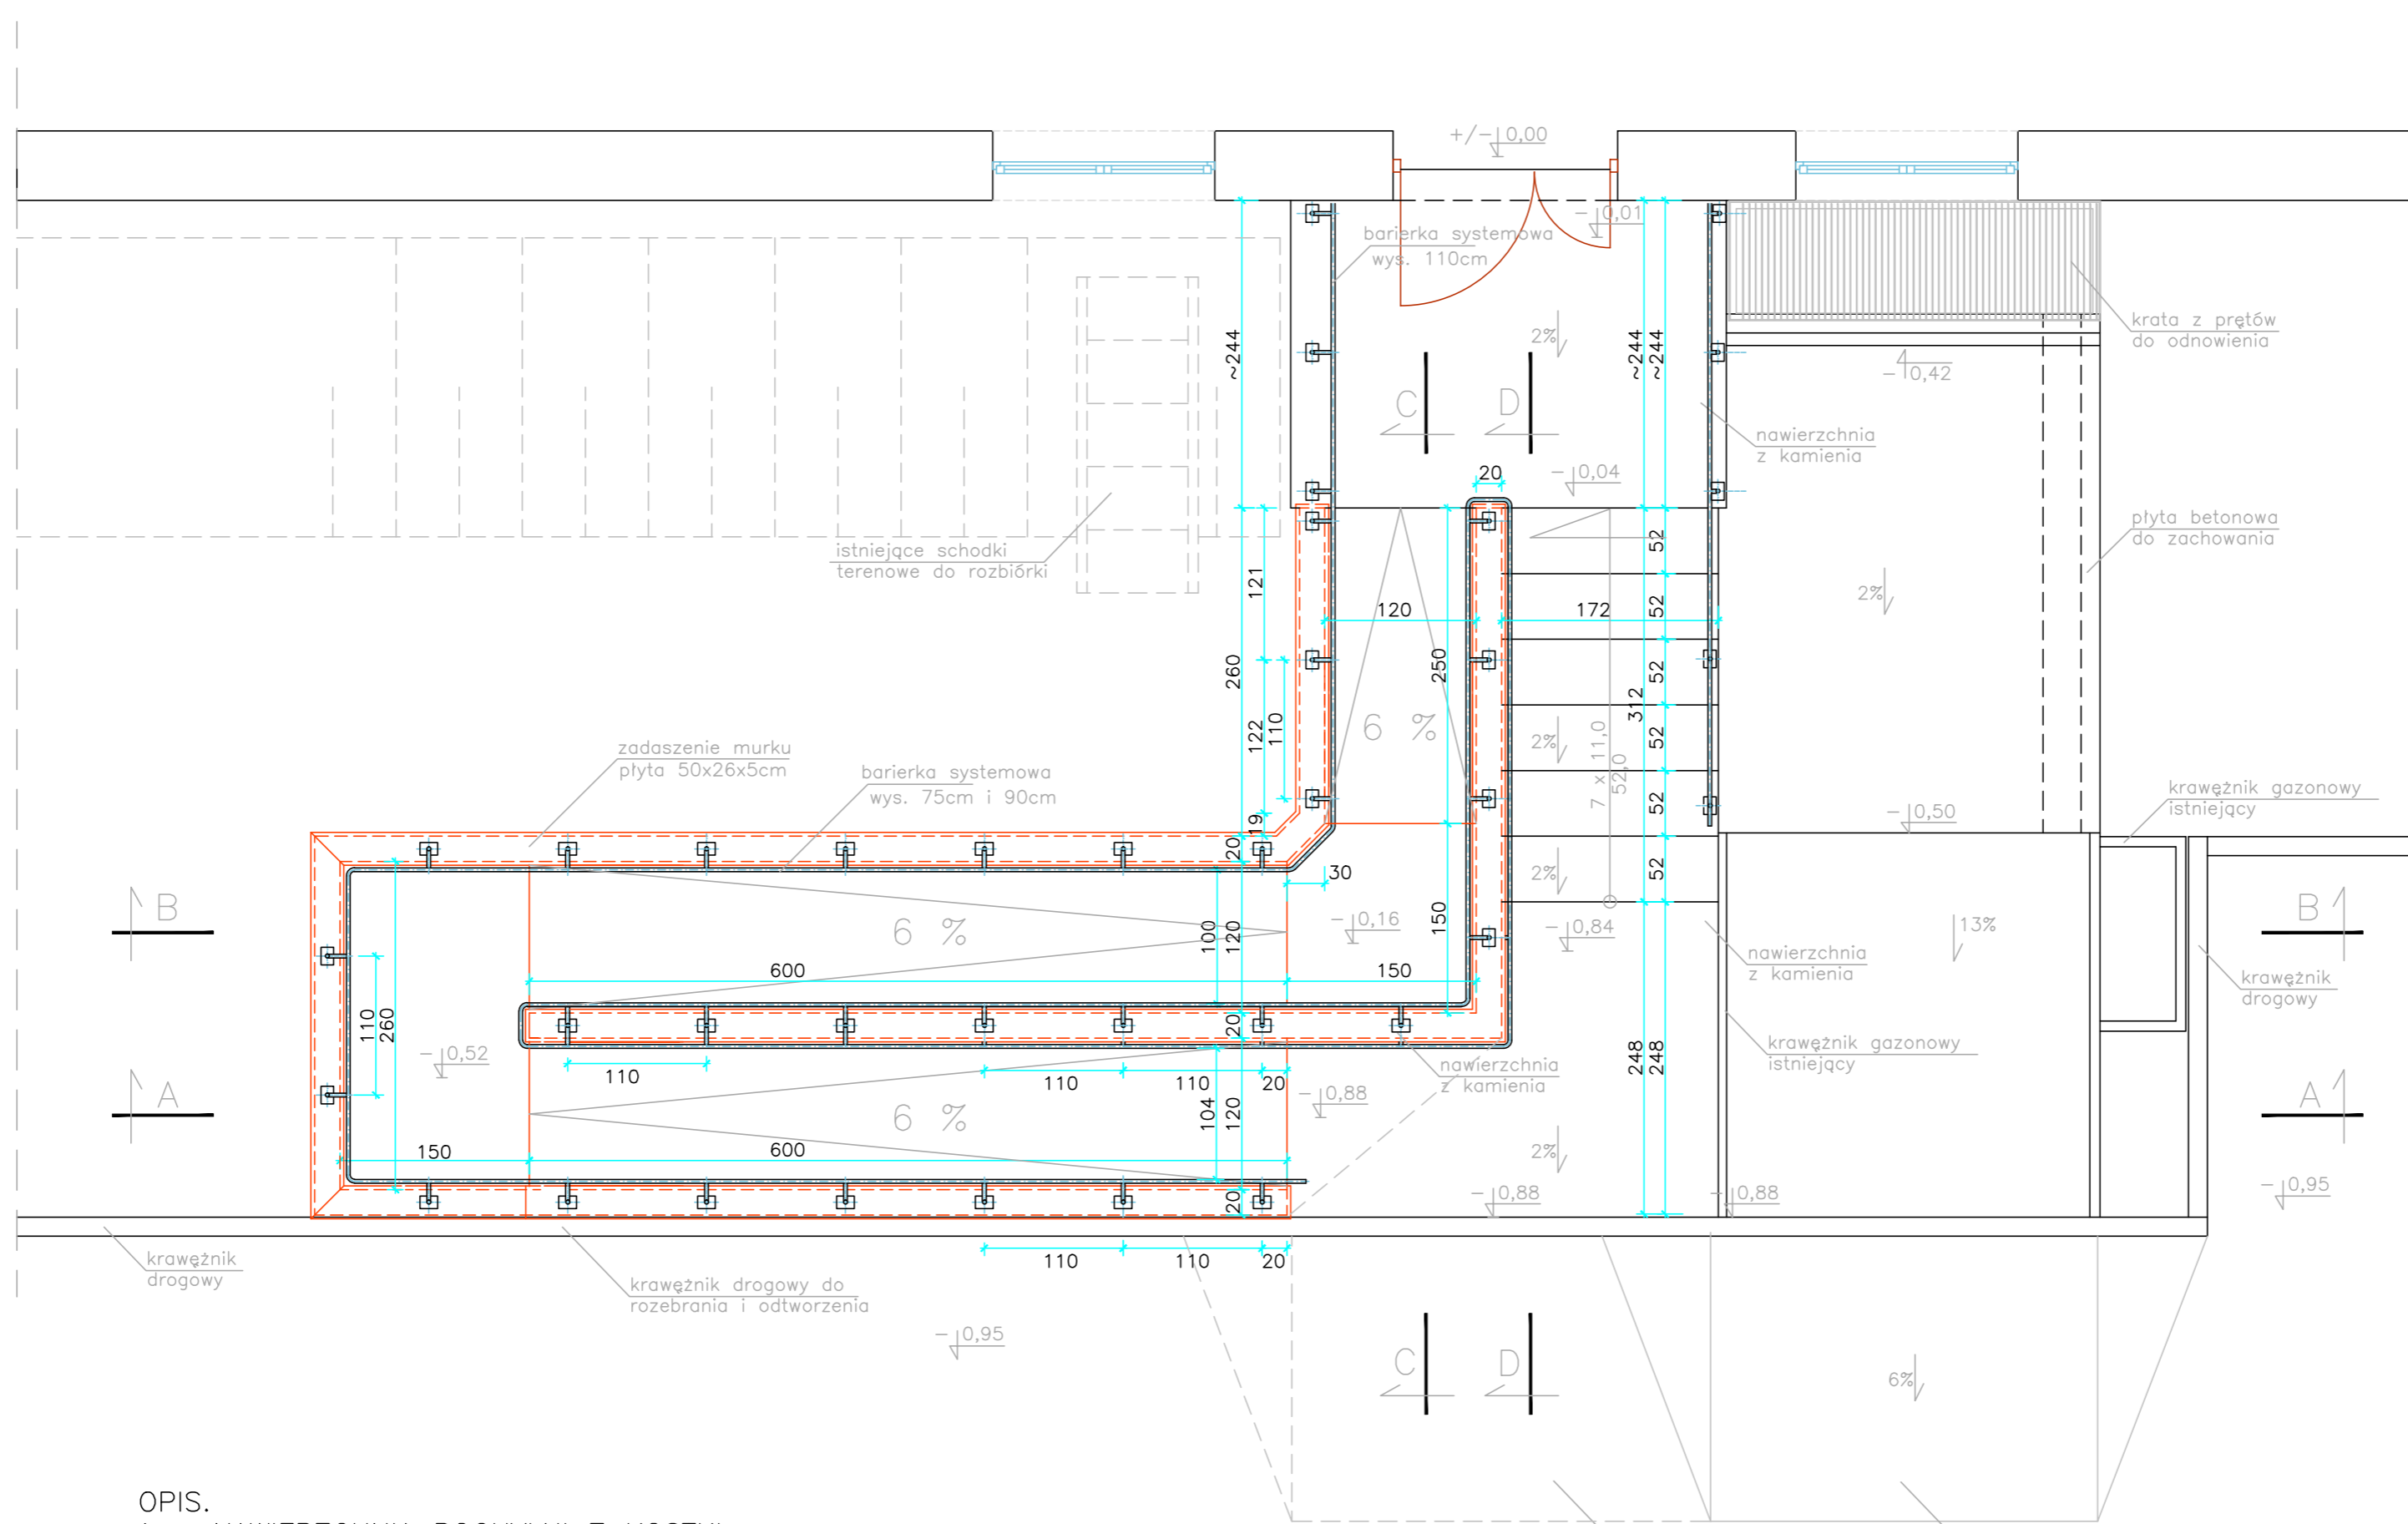 +/- 0,00
- 0,01
barierka systemowa
wys. 110cm
~244
~244
~244
2%
krata z prętów
do odnowienia
- 0,42
C
D
nawierzchnia
z kamienia
20
- 0,04
płyta betonowa
do zachowania
istniejące schodki
terenowe do rozbiórki
52
121
120
172
52
2%
260
250
52
312
122
110
6 %
7 x 11,0
52,0
2%
52
zadaszenie murku
płyta 50x26x5cm
barierka systemowa
wys. 75cm i 90cm
krawężnik gazonowy
istniejący
52
19
- 0,50
20
30
2%
52
B
6 %
100
120
- 0,16
150
- 0,84
13%
B
nawierzchnia
z kamienia
600
150
krawężnik
drogowy
110
260
20
- 0,52
110
110
110
20
nawierzchnia
z kamienia
krawężnik gazonowy
istniejący
248
248
A
6 %
104
120
- 0,88
A
150
600
2%
20
- 0,88
- 0,88
- 0,95
110
110
20
krawężnik
drogowy
krawężnik drogowy do
rozebrania i odtworzenia
- 0,95
C
D
6%
OPIS.